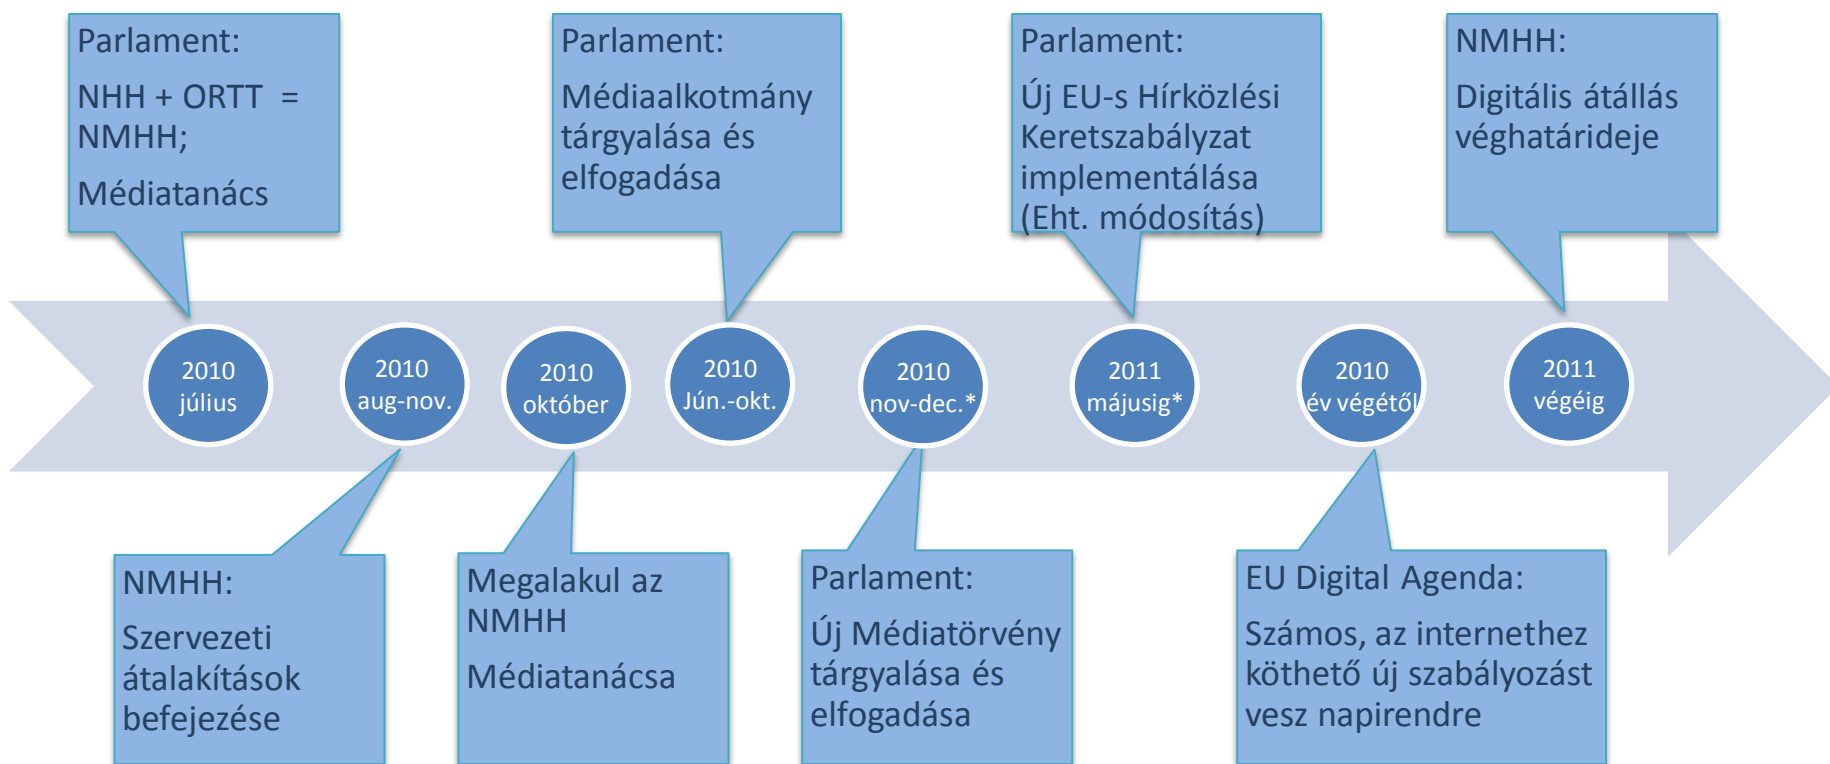 Parlament:
NHH + ORTT =
NMHH;
Médiatanács
Parlament:
Médiaalkotmány
tárgyalása és
elfogadása
Parlament:
Új EU-s Hírközlési
Keretszabályzat
implementálása
(Eht. módosítás)
NMHH:
Digitális átállás
véghatárideje
2010
július
2010
aug-nov.
2010
október
2010
Jún.-okt.
2010
nov-dec.*
2011
májusig*
2010
év végétől
2011
végéig
NMHH:
Szervezeti
átalakítások
befejezése
Megalakul az
NMHH
Médiatanácsa
Parlament:
Új Médiatörvény
tárgyalása és
elfogadása
EU Digital Agenda:
Számos, az internethez
köthető új szabályozást
vesz napirendre